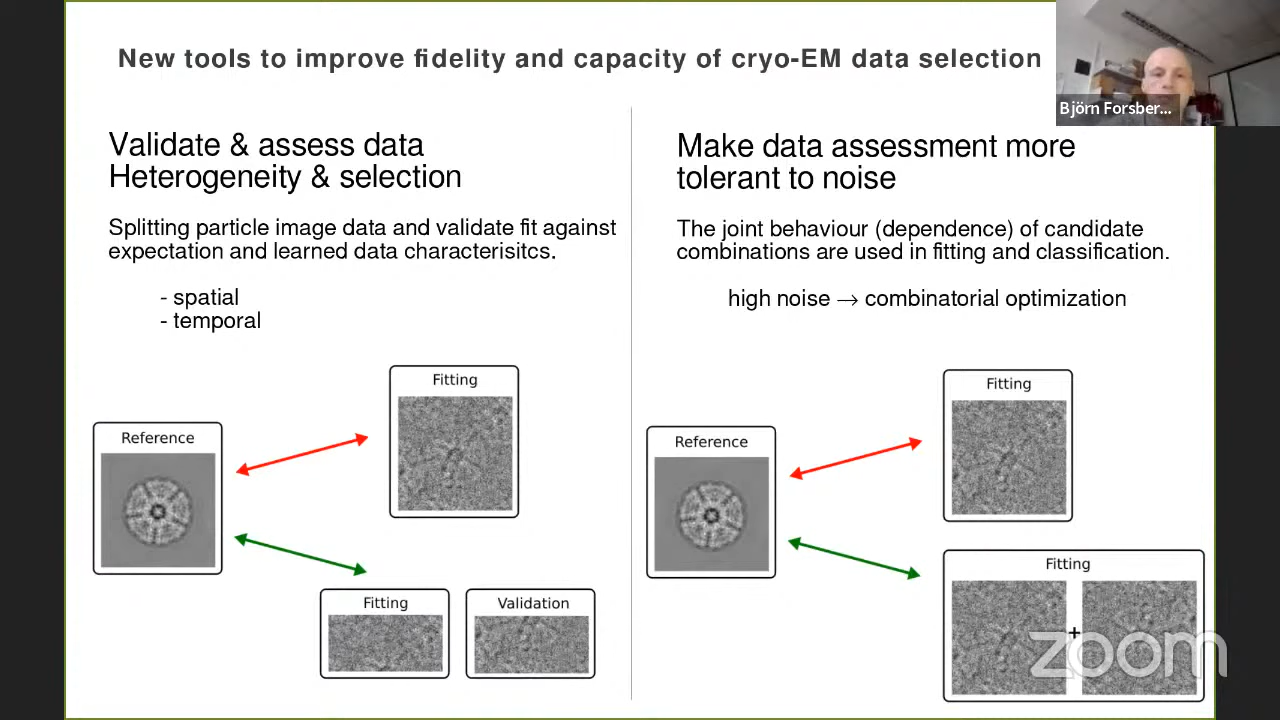 New tools to improve fidelity and capacity of cryo-EM data selection
Björn Forsber...
Validate & assess data
Heterogeneity & selection
Splitting particle image data and validate fit against
expectation and learned data characterisitcs.
- spatial
- temporal
Fitting
Reference
Fitting
Validation
Make data assessment more
tolerant to noise
The joint behaviour (dependence) of candidate
combinations are used in fitting and classification.
high noise → combinatorial optimization
Fitting
Reference
Fitting
+
zoom